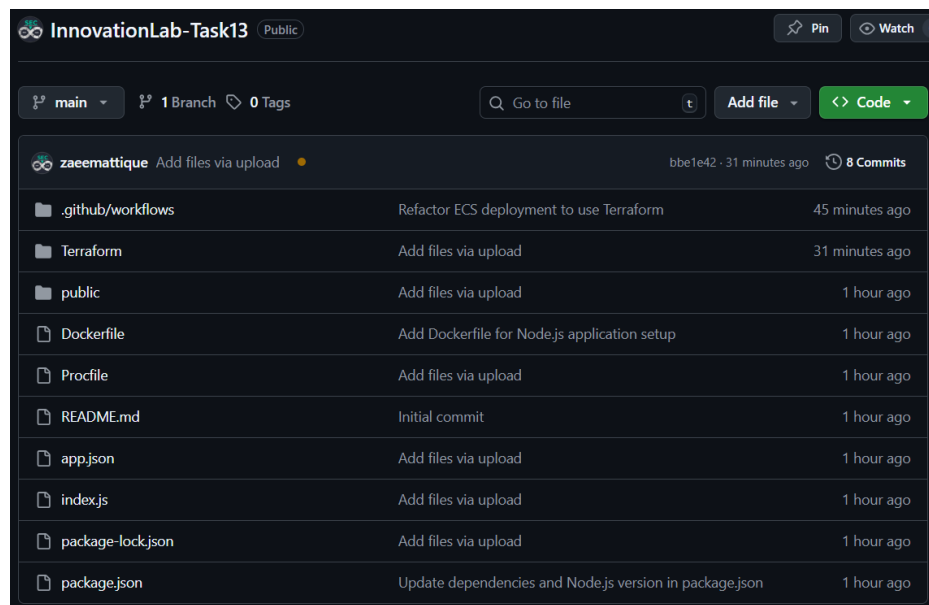 InnovationLab-Task13 Public Pin Watch
main 1 Branch 0 Tags Go to file t Add file Code
zaeemattique Add files via upload bbe1e42 · 31 minutes ago 8 Commits
.github/workflows Refactor ECS deployment to use Terraform 45 minutes ago
Terraform Add files via upload 31 minutes ago
public Add files via upload 1 hour ago
Dockerfile Add Dockerfile for Node.js application setup 1 hour ago
Procfile Add files via upload 1 hour ago
README.md Initial commit 1 hour ago
app.json Add files via upload 1 hour ago
index.js Add files via upload 1 hour ago
package-lock.json Add files via upload 1 hour ago
package.json Update dependencies and Node.js version in package.json 1 hour ago